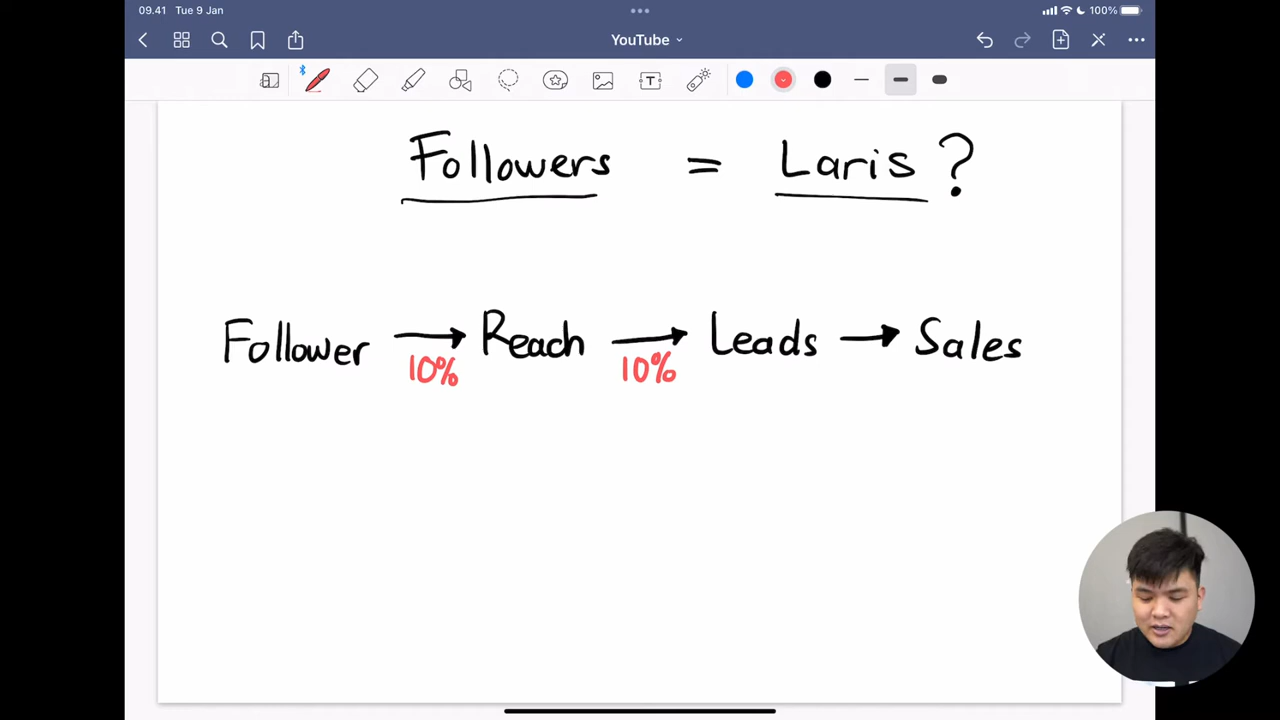 09.41 Tue 9 Jan
100%
YouTube
T
Followers = Laris ?
Follower → Reach → Leads → Sales
10% 10%